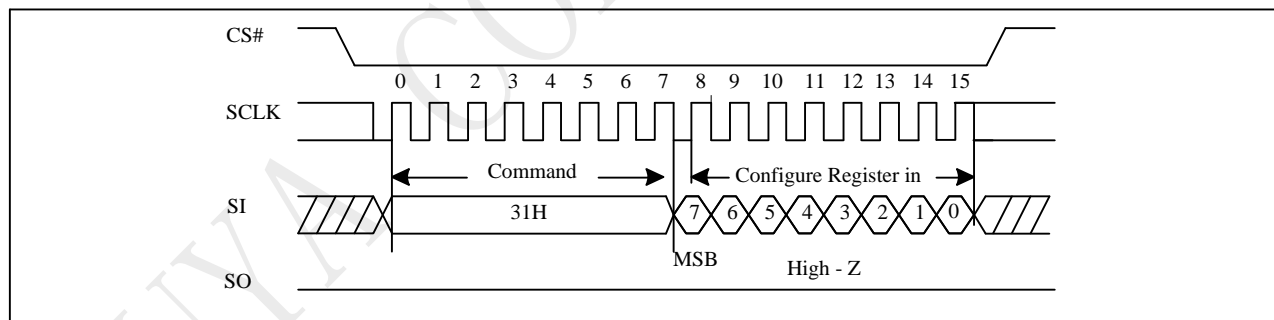 CS#
0 1 2 3 4 5 6 7 8 9 10 11 12 13 14 15
SCLK
Command Configure Register in
SI 31H 7 6 5 4 3 2 1 0
MSB High - Z
SO